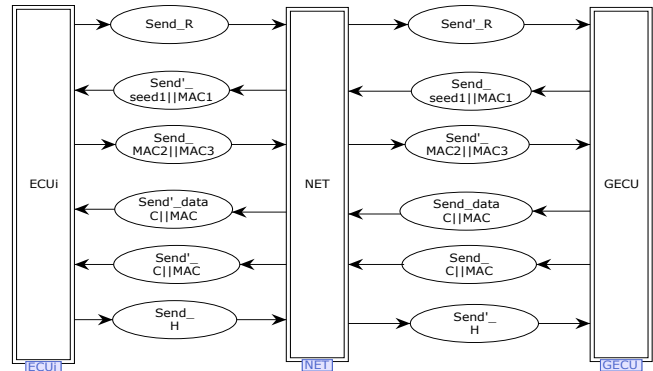 Send_R
Send'_R
Send'_
seed1||MAC1
Send_
seed1||MAC1
Send_
MAC2||MAC3
Send'_
MAC2||MAC3
ECUi
NET
GECU
Send'_data
C||MAC
Send_data
C||MAC
Send'_
C||MAC
Send_
C||MAC
Send_
H
Send'_
H
ECUi
NET
GECU